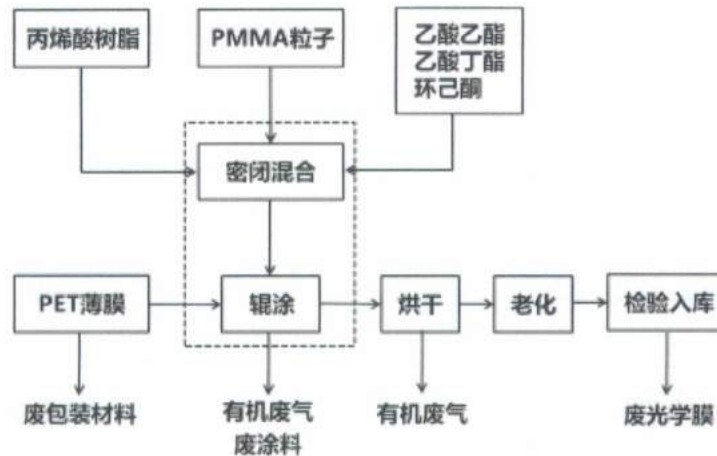 丙烯酸树脂
PMMA粒子
乙酸乙酯
乙酸丁酯
环己酮
密闭混合
PET薄膜
辊涂
烘干
老化
检验入库
废包装材料
有机废气
废涂料
有机废气
废光学膜